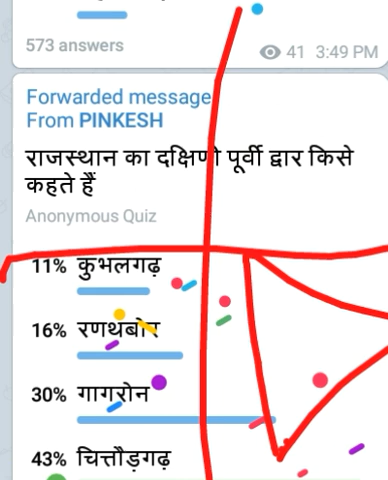 573 answers
41 3:49 PM
Forwarded message
From PINKESH
राजस्थान का दक्षिणी पूर्वी द्वार किसे
कहते हैं
Anonymous Quiz
11% कुभलगढ़
16% रणथंबोर
30% गागरोन
43% चित्तौड़गढ़